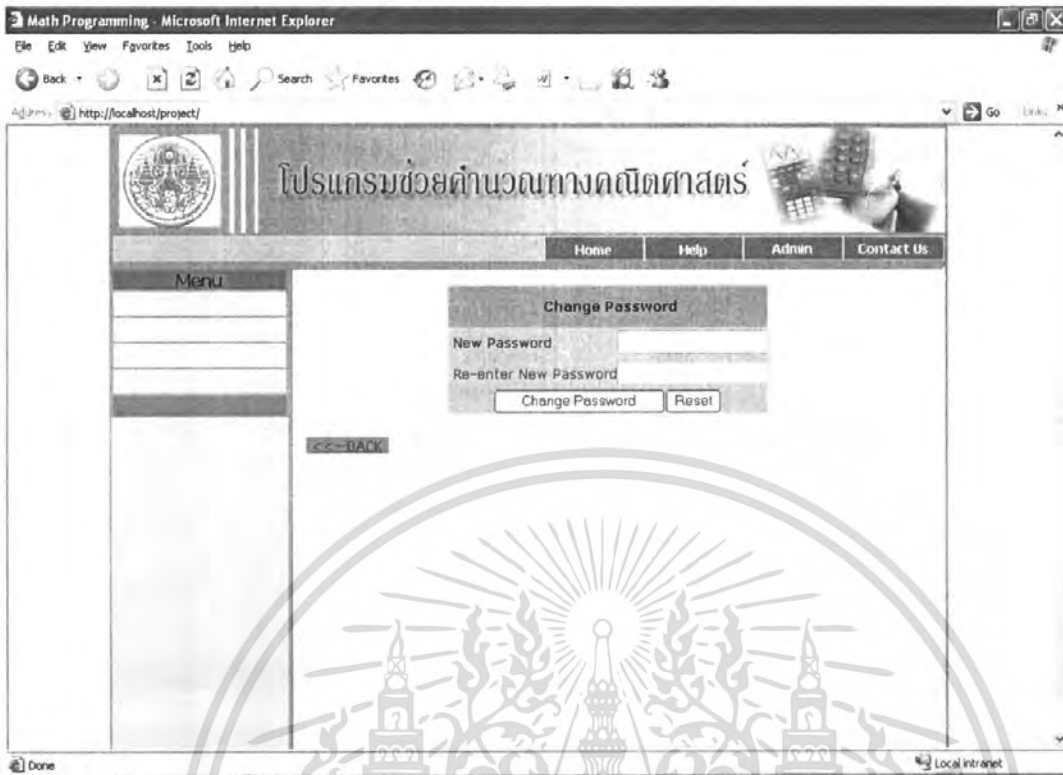 Math Programming - Microsoft Internet Explorer
File Edit View Favorites Tools Help
Back Search Favorites
Address http://localhost/project/ Go Links »
โปรแกรมช่วยคำนวณทางคณิตศาสตร์
Home Help Admin Contact Us
Menu
Change Password
New Password
Re-enter New Password
Change Password Reset
<<--BACK
Done Local intranet